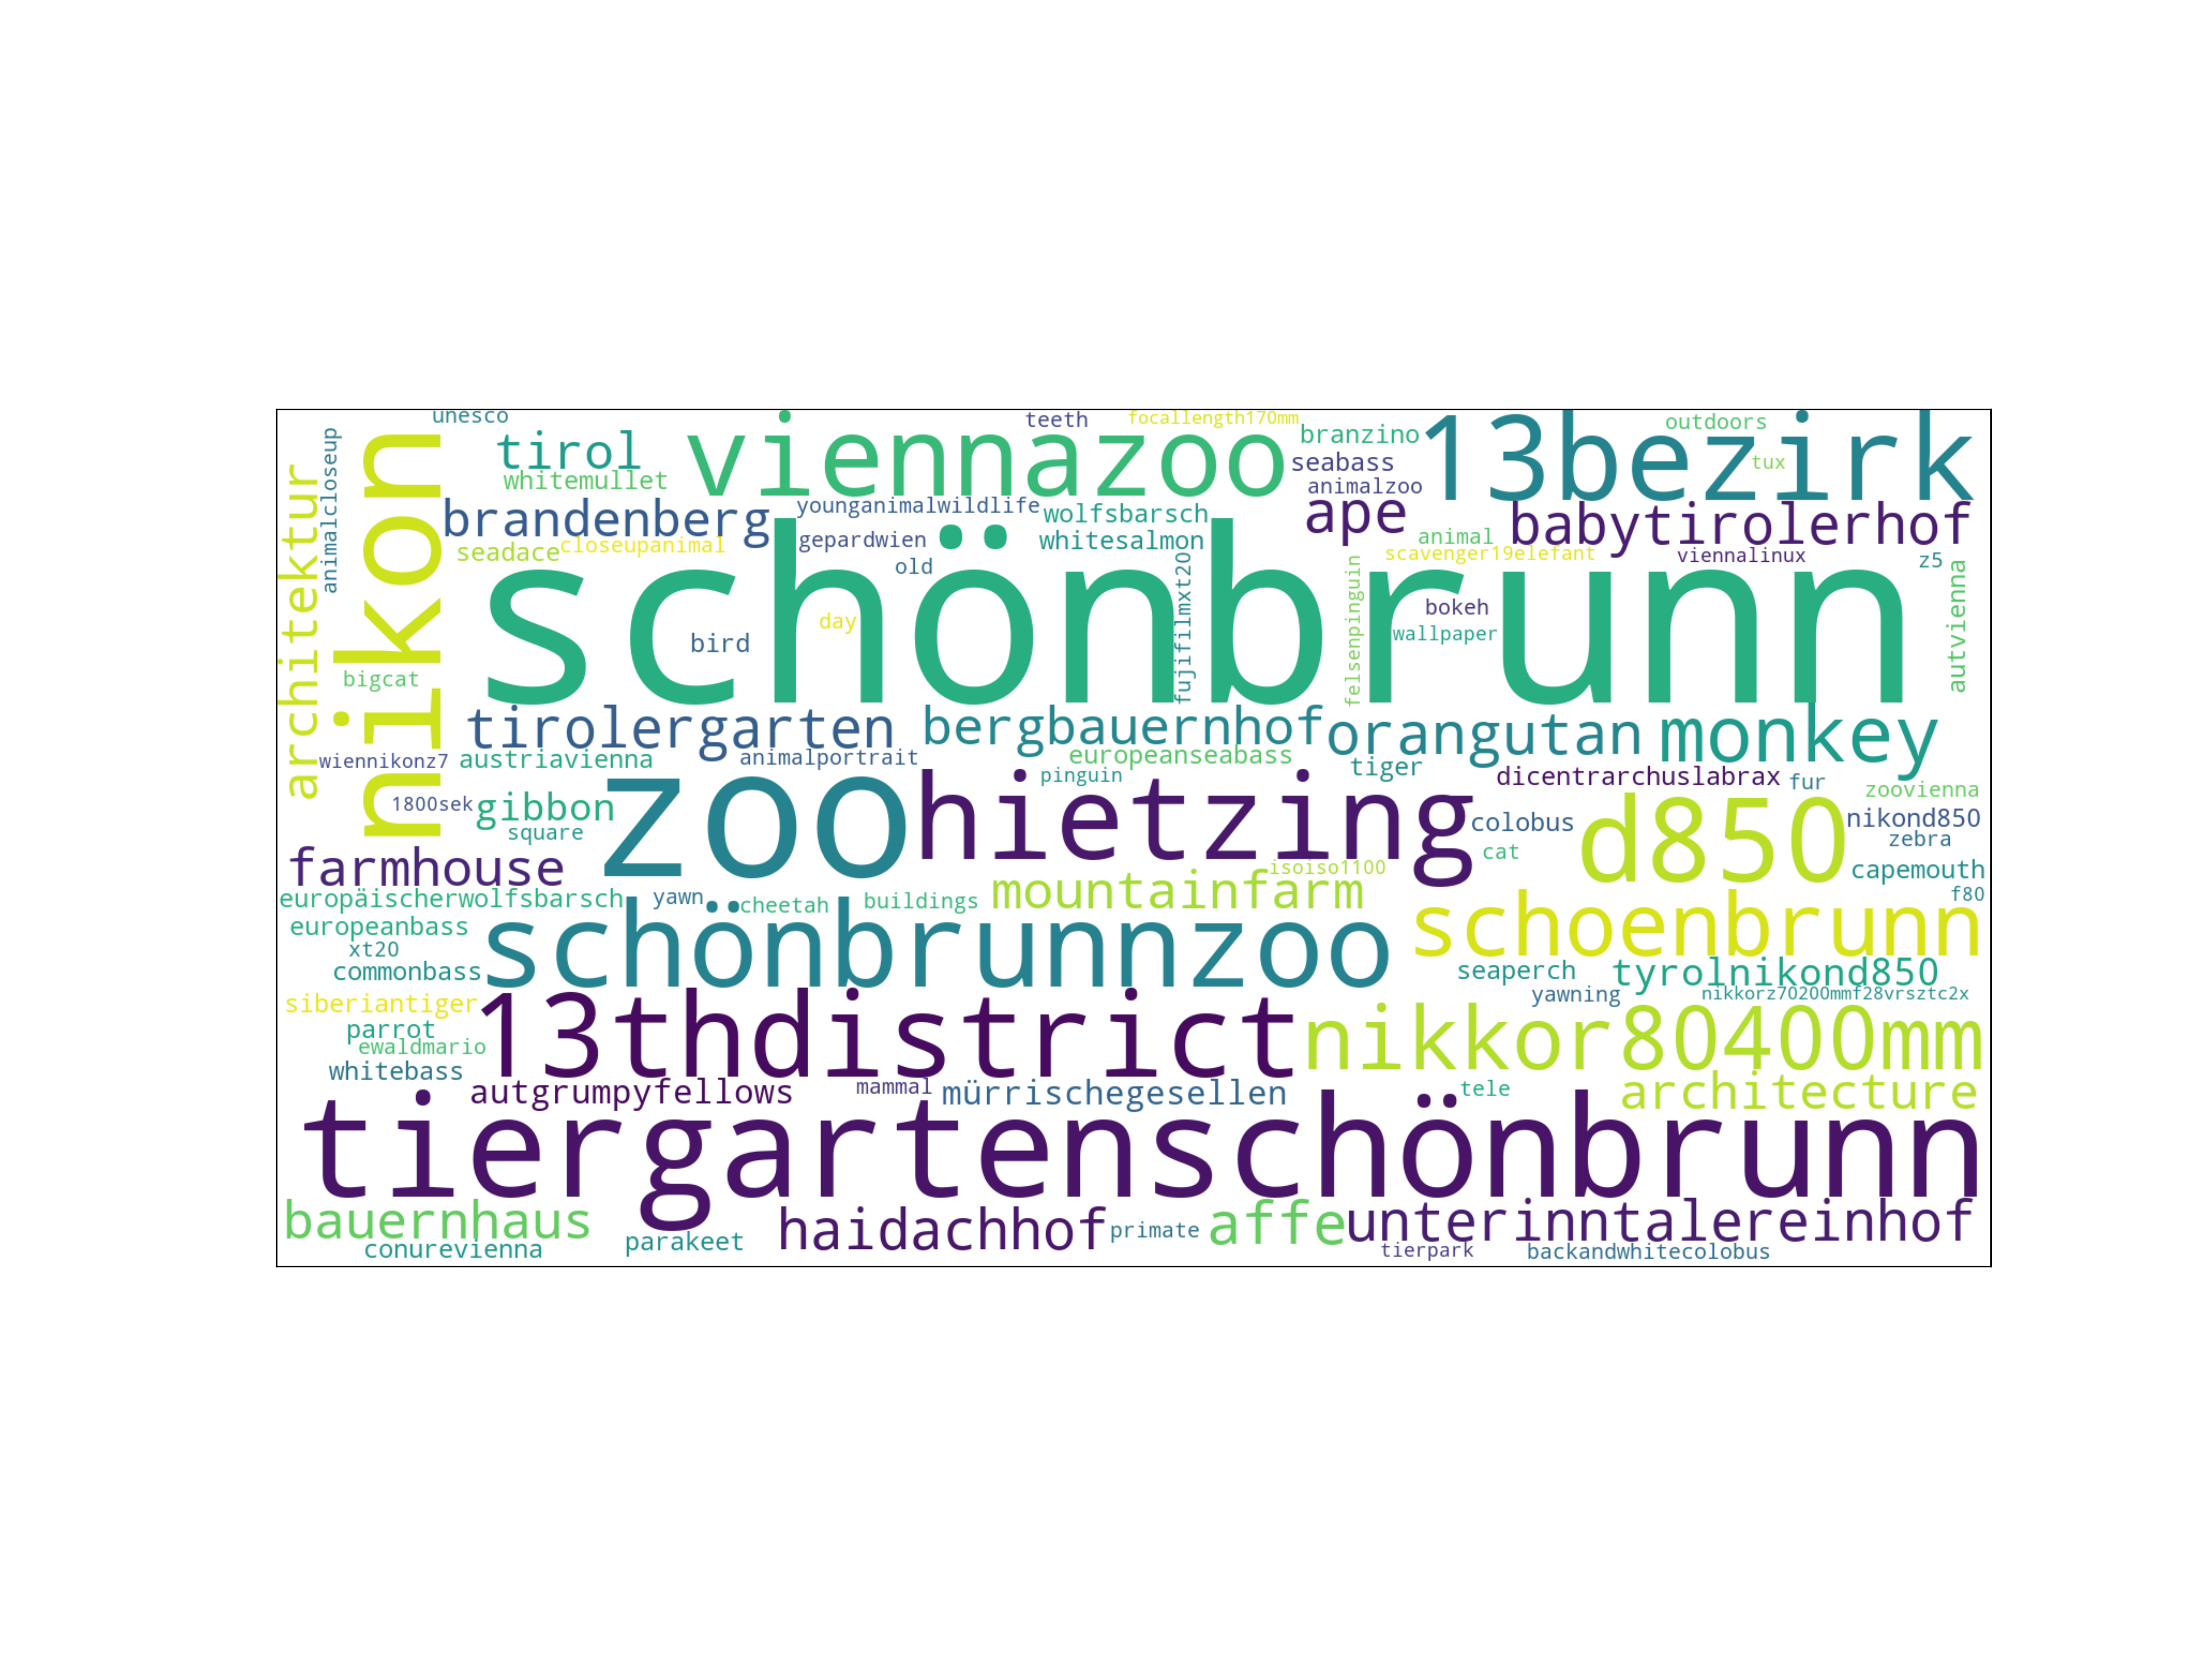 unesco
teeth
focallength170mm
outdoors
tirol
viennazoo
branzino
13bezirk
tux
animalcloseup
nikon
whitemullet
seabass
animalzoo
architektur
brandenberg
younganimalwildlife
wolfsbarsch
ape
babytirolerhof
seadace
closeupanimal
gepardwien
whitesalmon
animal
scavenger19elefant
viennalinux
z5
old
schönbrunn
fujifilmxt20
felsenpinguin
bokeh
wallpaper
autvienna
day
bird
bigcat
tirolergarten
bergbauernhof
orangutan
monkey
wiennikonz7
austriavienna
animalportrait
europeanseabass
tiger
pinguin
dicentrarchuslabrax
fur
zoovienna
1800sek
gibbon
square
zoo
hietzing
colobus
d850
nikond850
zebra
cat
farmhouse
isoiso1100
capemouth
europäischerwolfsbarsch
yawn
cheetah
buildings
mountainfarm
f80
europeanbass
schönbrunnzoo
schoenbrunn
xt20
commonbass
seaperch
tyrolnikond850
siberiantiger
13thdistrict
yawning
nikkorz70200mmf28vrsztc2x
parrot
ewaldmario
nikkor80400mm
whitebass
autgrumpyfellows
mammal
mürrischegesellen
tele
architecture
tiergartenschönbrunn
bauernhaus
haidachhof
primate
affe
unterinntalereinhof
conurevienna
parakeet
tierpark
backandwhitecolobus